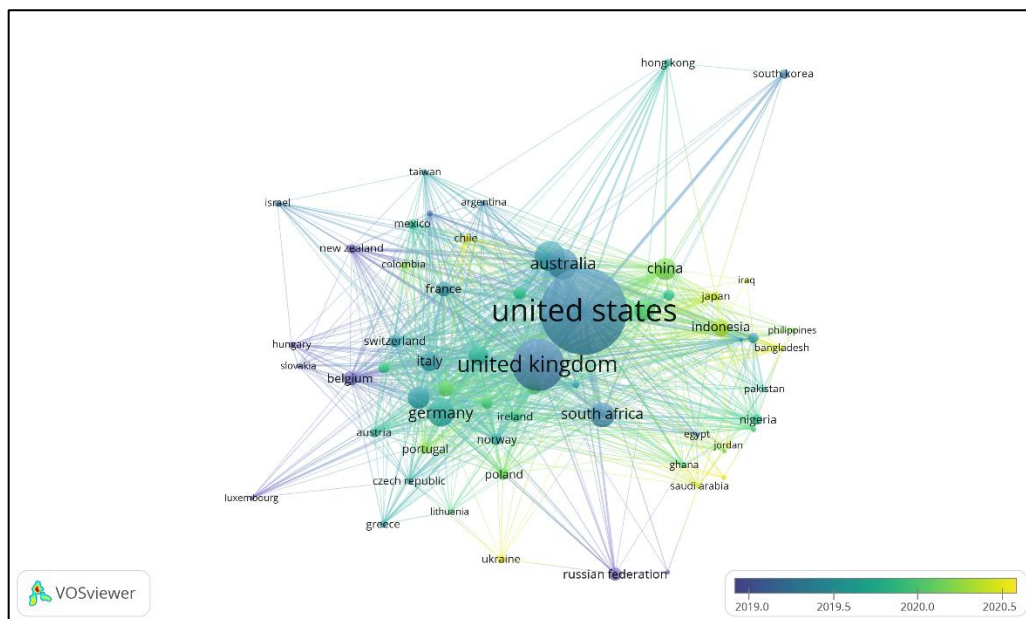 hong kong
south korea
taiwan
israel
argentina
mexico
chile
new zealand
colombia
australia
china
iraq
france
japan
united states
indonesia
philippines
hungary
switzerland
bangladesh
slovakia
italy
united kingdom
belgium
pakistan
germany
ireland
south africa
nigeria
austria
norway
egypt
portugal
jordan
poland
ghana
czech republic
saudi arabia
luxembourg
lithuania
greece
ukraine
russian federation
VOSviewer
2019.0 2019.5 2020.0 2020.5